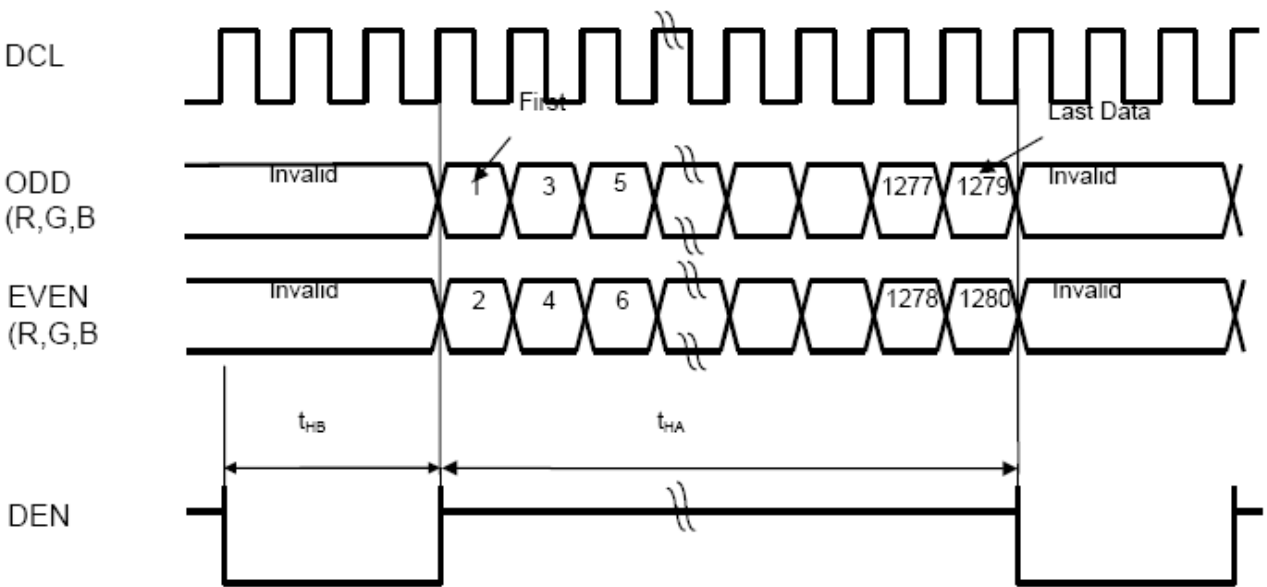 DCL
First
Last Data
ODD
(R,G,B
Invalid
1
3
5
1277
1279
Invalid
EVEN
(R,G,B
Invalid
2
4
6
1278
1280
Invalid
tHB
tHA
DEN